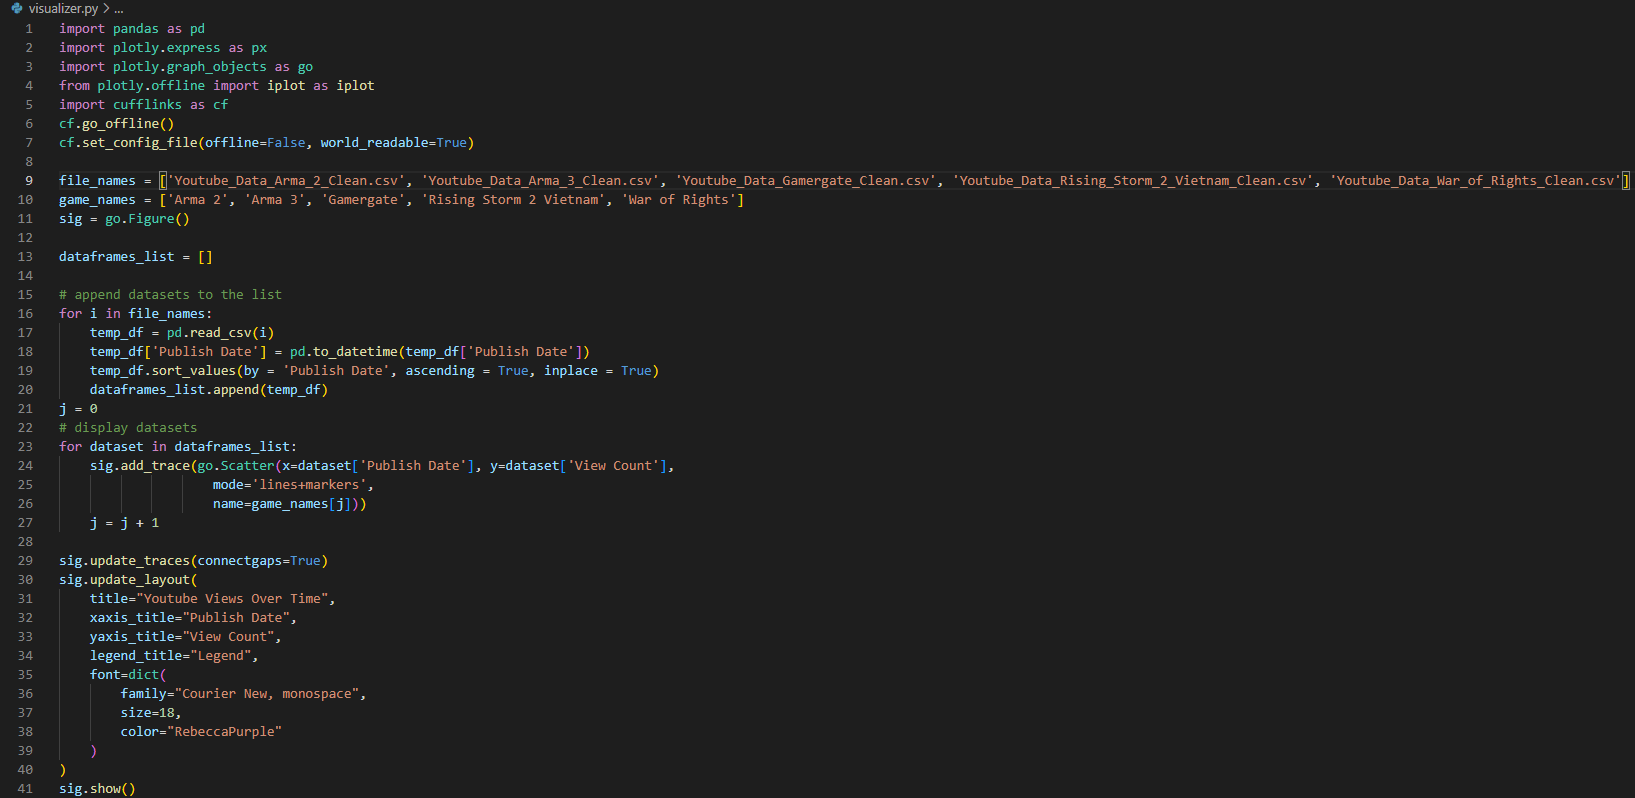 visualizer.py > ...
1 import pandas as pd
2 import plotly.express as px
3 import plotly.graph_objects as go
4 from plotly.offline import iplot as iplot
5 import cufflinks as cf
6 cf.go_offline()
7 cf.set_config_file(offline=False, world_readable=True)
8
9 file_names = ['Youtube_Data_Arma_2_Clean.csv', 'Youtube_Data_Arma_3_Clean.csv', 'Youtube_Data_Gamergate_Clean.csv', 'Youtube_Data_Rising_Storm_2_Vietnam_Clean.csv', 'Youtube_Data_War_of_Rights_Clean.csv']
10 game_names = ['Arma 2', 'Arma 3', 'Gamergate', 'Rising Storm 2 Vietnam', 'War of Rights']
11 sig = go.Figure()
12
13 dataframes_list = []
14
15 # append datasets to the list
16 for i in file_names:
17     temp_df = pd.read_csv(i)
18     temp_df['Publish Date'] = pd.to_datetime(temp_df['Publish Date'])
19     temp_df.sort_values(by = 'Publish Date', ascending = True, inplace = True)
20     dataframes_list.append(temp_df)
21 j = 0
22 # display datasets
23 for dataset in dataframes_list:
24     sig.add_trace(go.Scatter(x=dataset['Publish Date'], y=dataset['View Count'],
25                     mode='lines+markers',
26                     name=game_names[j]))
27     j = j + 1
28
29 sig.update_traces(connectgaps=True)
30 sig.update_layout(
31     title="Youtube Views Over Time",
32     xaxis_title="Publish Date",
33     yaxis_title="View Count",
34     legend_title="Legend",
35     font=dict(
36         family="Courier New, monospace",
37         size=18,
38         color="RebeccaPurple"
39     )
40 )
41 sig.show()